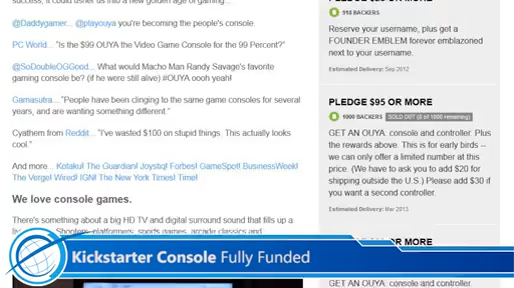 success, it could usher us into a new golden age of gaming...
@Daddygamer... @playouya you're becoming the people's console.
PC World... "Is the $99 OUYA the Video Game Console for the 99 Percent?"
@SoDoubleOGGood... What would Macho Man Randy Savage's favorite
gaming console be? (if he were still alive) #OUYA oooh yeah!
Gamasutra... "People have been clinging to the same game consoles for several
years, and are wanting something different."
Cyathem from Reddit... "I've wasted $100 on stupid things. This actually looks
cool."
And more... Kotaku! The Guardian! Joystiq! Forbes! GameSpot! BusinessWeek!
The Verge! Wired! IGN! The New York Times! Time!
We love console games.
There's something about a big HD TV and digital surround sound that fills up a
Shooters, platformers, sports games, arcade classics and
998 BACKERS
Reserve your username, plus get a
FOUNDER EMBLEM forever emblazoned
next to your username.
Estimated Delivery: Sep 2012
PLEDGE $95 OR MORE
1000 BACKERS SOLD OUT (0 of 1000 remaining)
GET AN OUYA: console and controller. Plus
the rewards above. This is for early birds --
we can only offer a limited number at this
price. (We have to ask you to add $20 for
shipping outside the U.S.) Please add $30 if
you want a second controller.
Estimated Delivery: Mar 2013
OR MORE
Kickstarter Console Fully Funded
GET AN OUYA: console and controller.